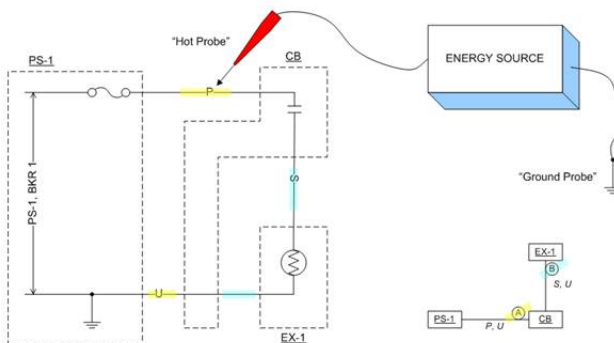 "Hot Probe"
PS-1
CB
ENERGY SOURCE
P
PS-1, BKR 1
S
"Ground Probe"
U
EX-1
EX-1
B
S, U
A
PS-1
CB
P, U